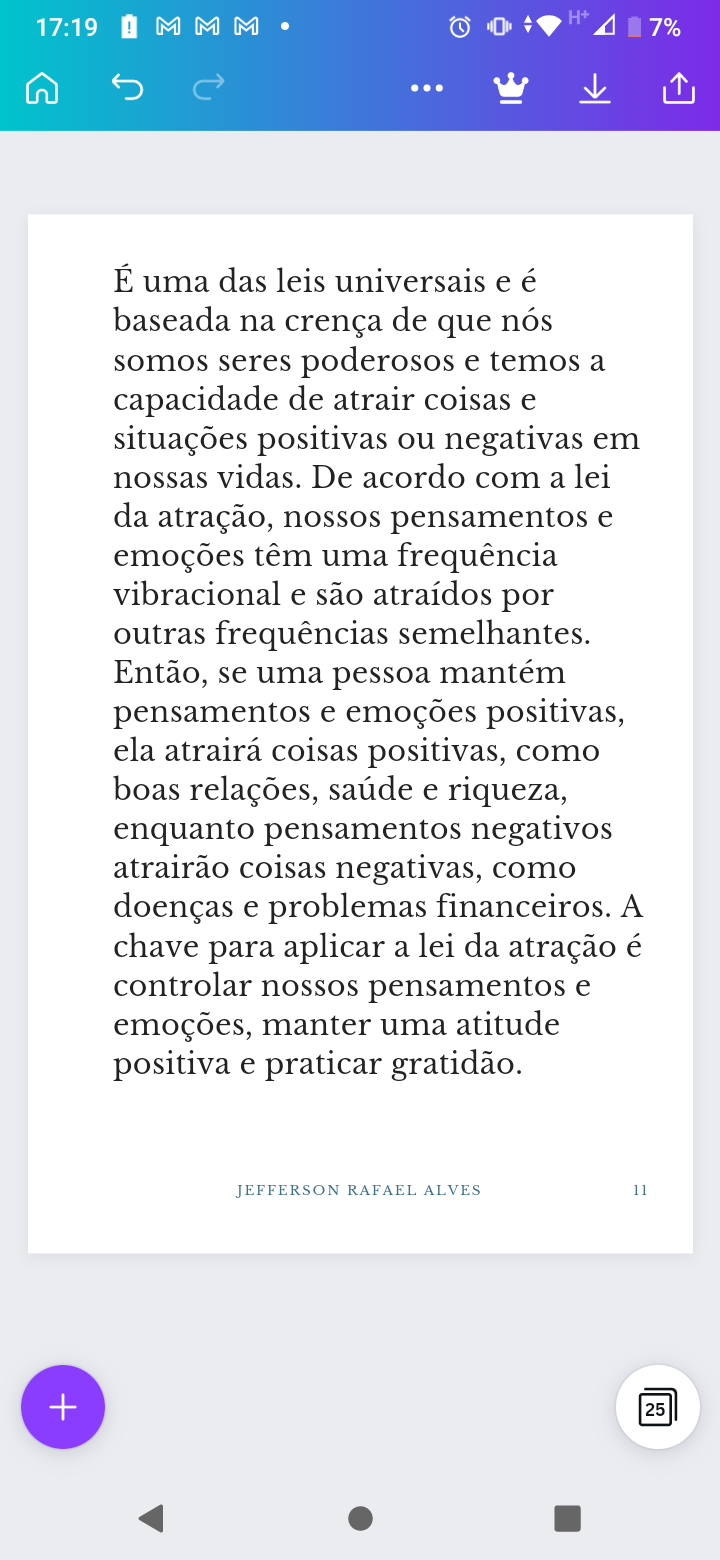 17:19
H+
7%
É uma das leis universais e é
baseada na crença de que nós
somos seres poderosos e temos a
capacidade de atrair coisas e
situações positivas ou negativas em
nossas vidas. De acordo com a lei
da atração, nossos pensamentos e
emoções têm uma frequência
vibracional e são atraídos por
outras frequências semelhantes.
Então, se uma pessoa mantém
pensamentos e emoções positivas,
ela atrairá coisas positivas, como
boas relações, saúde e riqueza,
enquanto pensamentos negativos
atrairão coisas negativas, como
doenças e problemas financeiros. A
chave para aplicar a lei da atração é
controlar nossos pensamentos e
emoções, manter uma atitude
positiva e praticar gratidão.
JEFFERSON RAFAEL ALVES
11
25